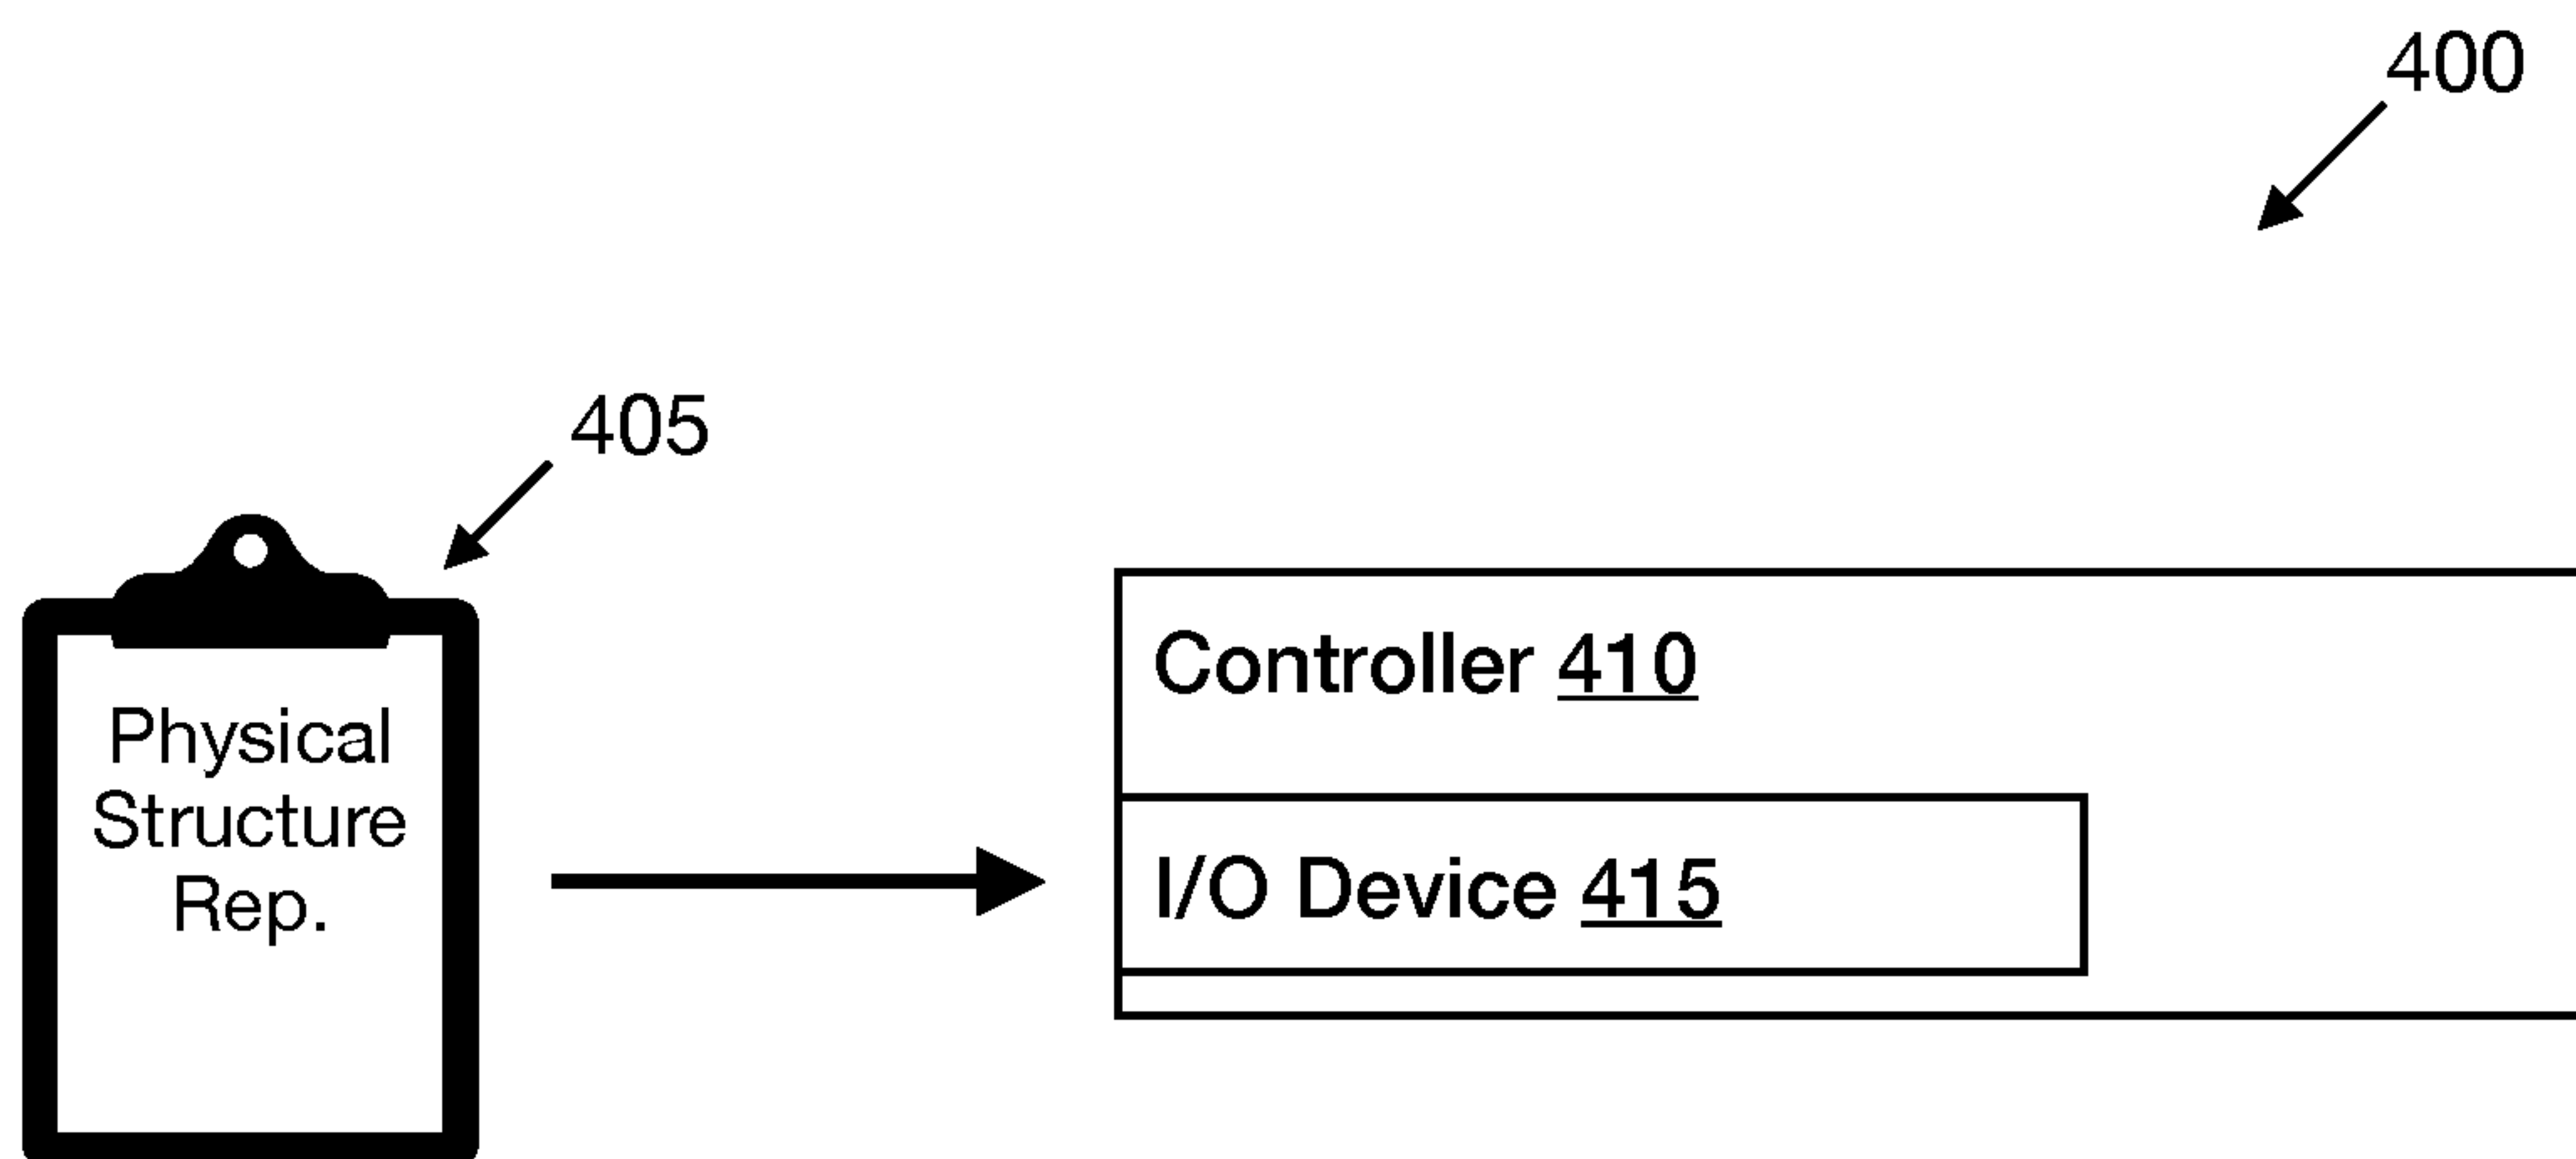 400
405
Physical
Structure
Rep.
Controller 410
I/O Device 415